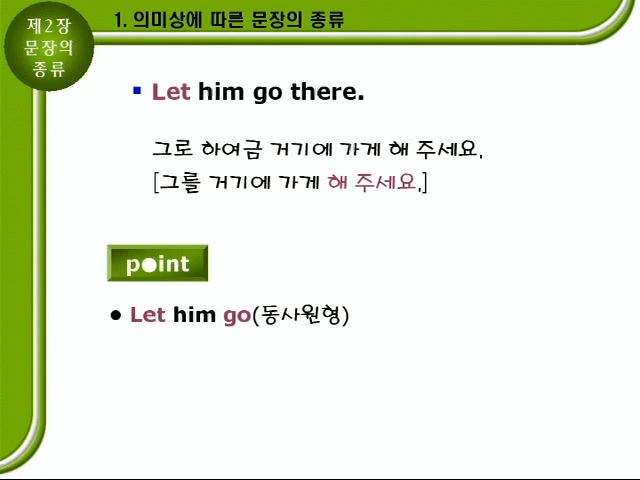 제2장
문장의
종류
1. 의미상에 따른 문장의 종류
▪ Let him go there.
그로 하여금 거기에 가게 해 주세요.
[그를 거기에 가게 해 주세요.]
point
● Let him go(동사원형)